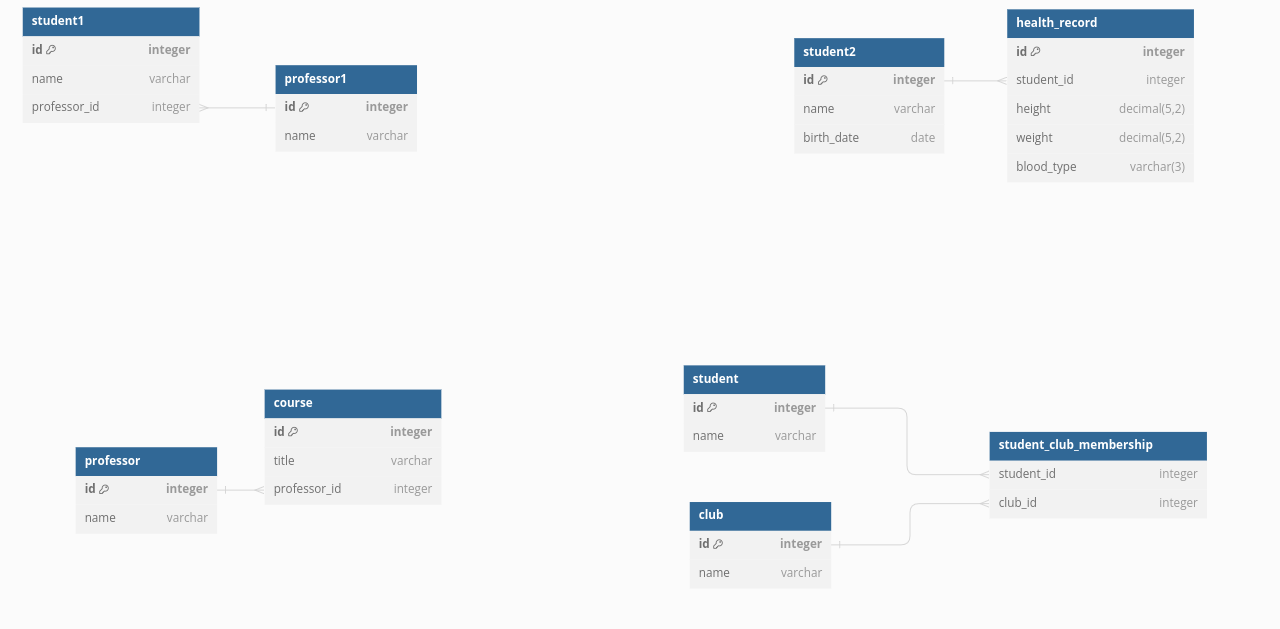 student1
id integer
name varchar
professor_id integer
professor1
id integer
name varchar
student2
id integer
name varchar
birth_date date
health_record
id integer
student_id integer
height decimal(5,2)
weight decimal(5,2)
blood_type varchar(3)
professor
id integer
name varchar
course
id integer
title varchar
professor_id integer
student
id integer
name varchar
club
id integer
name varchar
student_club_membership
student_id integer
club_id integer